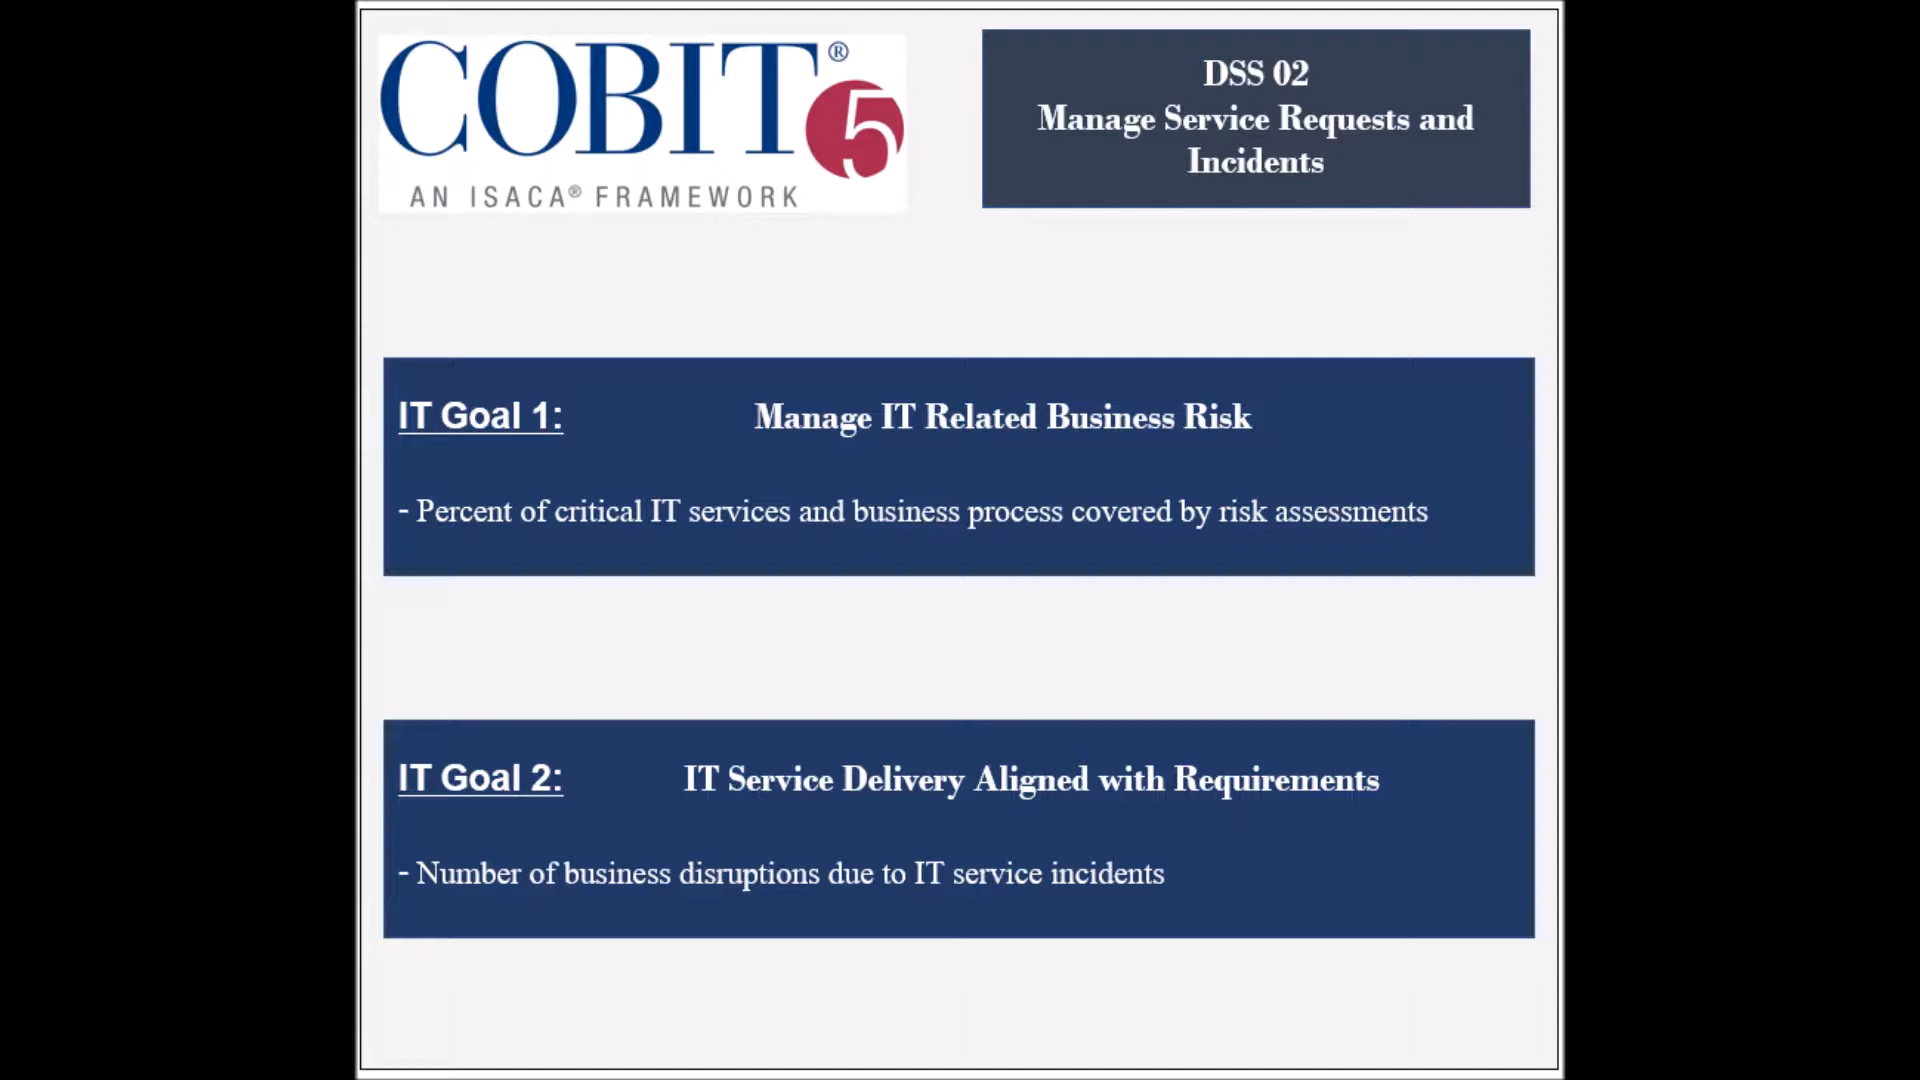 COBIT® 5
AN ISACA® FRAMEWORK
DSS 02
Manage Service Requests and
Incidents
IT Goal 1: Manage IT Related Business Risk
- Percent of critical IT services and business process covered by risk assessments
IT Goal 2: IT Service Delivery Aligned with Requirements
- Number of business disruptions due to IT service incidents